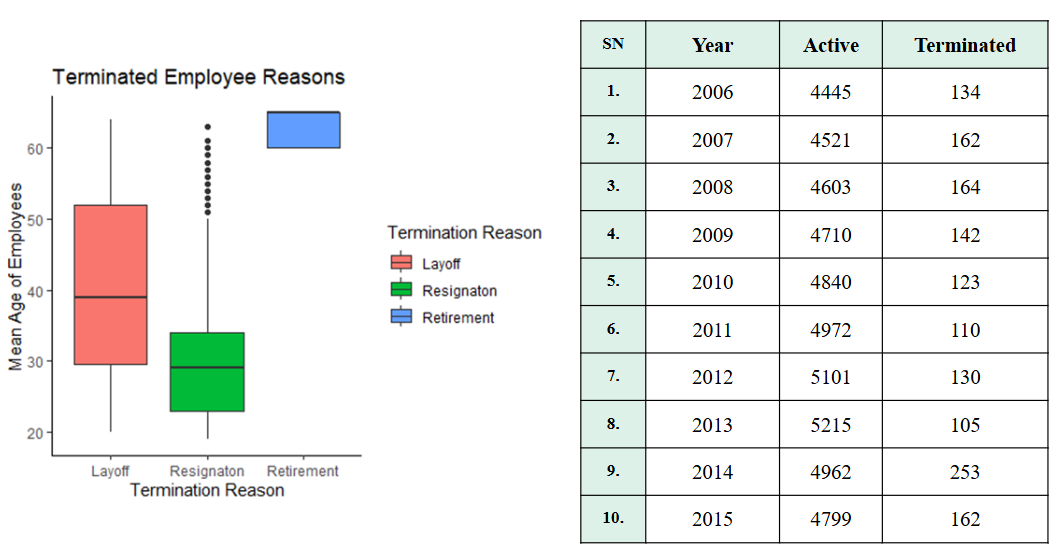 Terminated Employee Reasons
Mean Age of Employees
60
50
40
30
20
Layoff Resignaton Retirement
Termination Reason
Termination Reason
Layoff
Resignaton
Retirement
SN Year Active Terminated
1. 2006 4445 134
2. 2007 4521 162
3. 2008 4603 164
4. 2009 4710 142
5. 2010 4840 123
6. 2011 4972 110
7. 2012 5101 130
8. 2013 5215 105
9. 2014 4962 253
10. 2015 4799 162